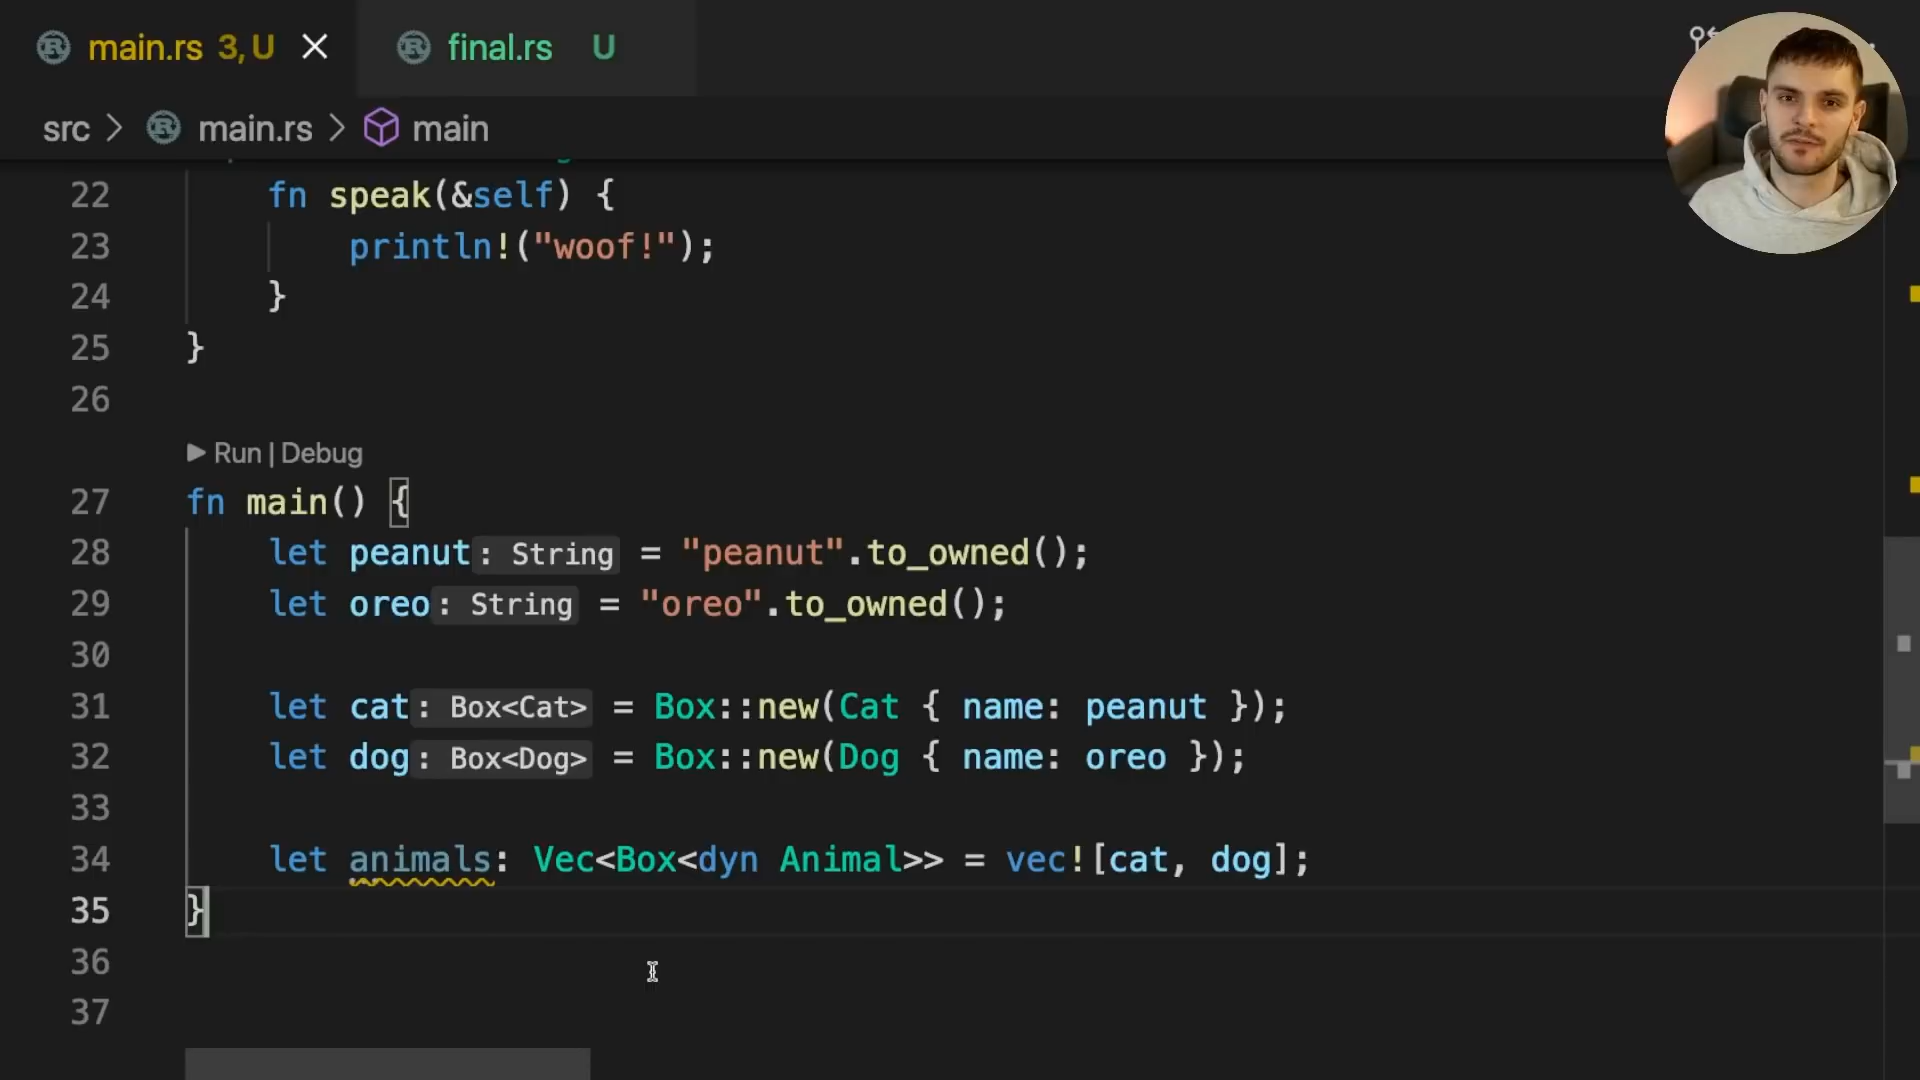 main.rs 3, U
final.rs U
src > main.rs > main
22 fn speak(&self) {
23 println!("woof!");
24 }
25 }
26
Run | Debug
27 fn main() {
28 let peanut: String = "peanut".to_owned();
29 let oreo: String = "oreo".to_owned();
30
31 let cat: Box<Cat> = Box::new(Cat { name: peanut });
32 let dog: Box<Dog> = Box::new(Dog { name: oreo });
33
34 let animals: Vec<Box<dyn Animal>> = vec![cat, dog];
35 }
36
37